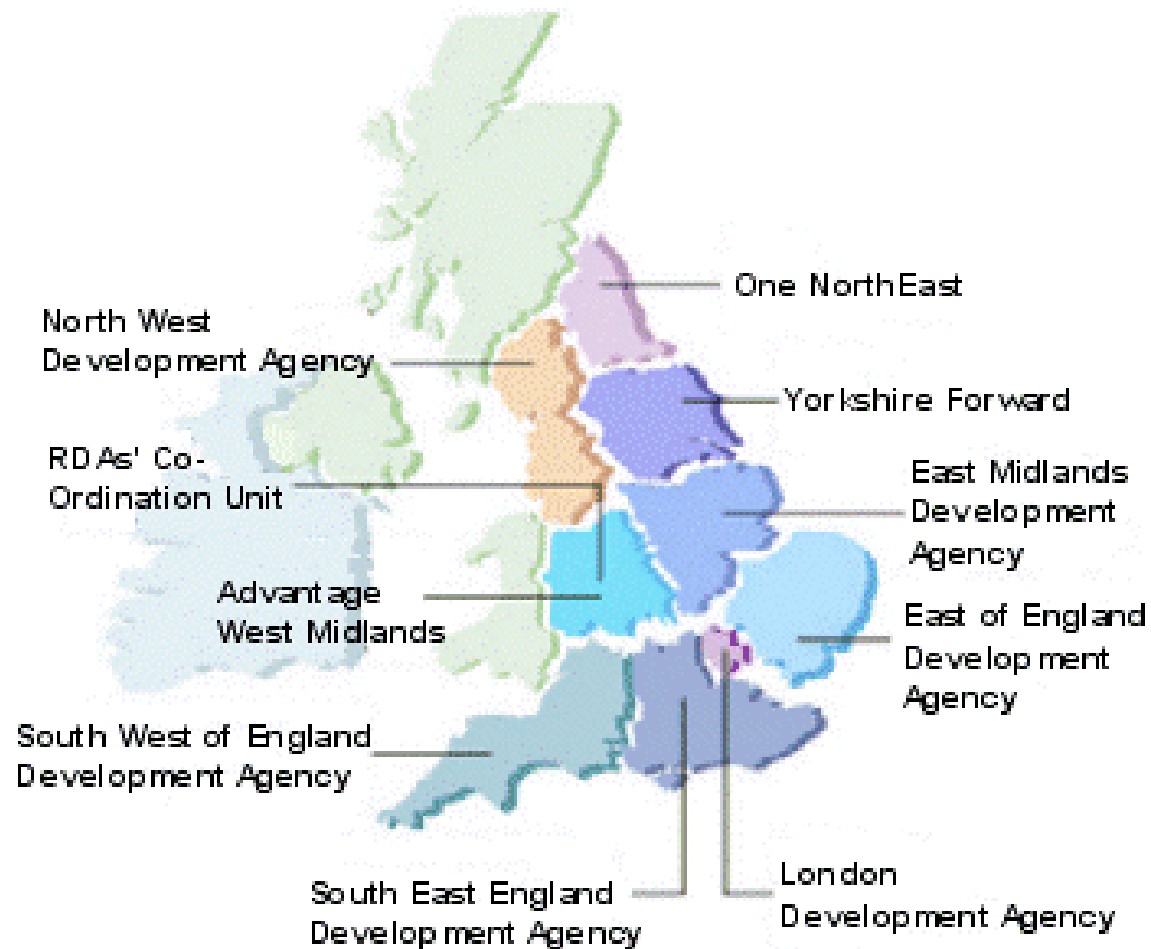 One NorthEast
North West
Development Agency
Yorkshire Forward
RDAs' Co-
Ordination Unit
East Midlands
Development
Agency
Advantage
West Midlands
East of England
Development
Agency
South West of England
Development Agency
South East England
Development Agency
London
Development Agency